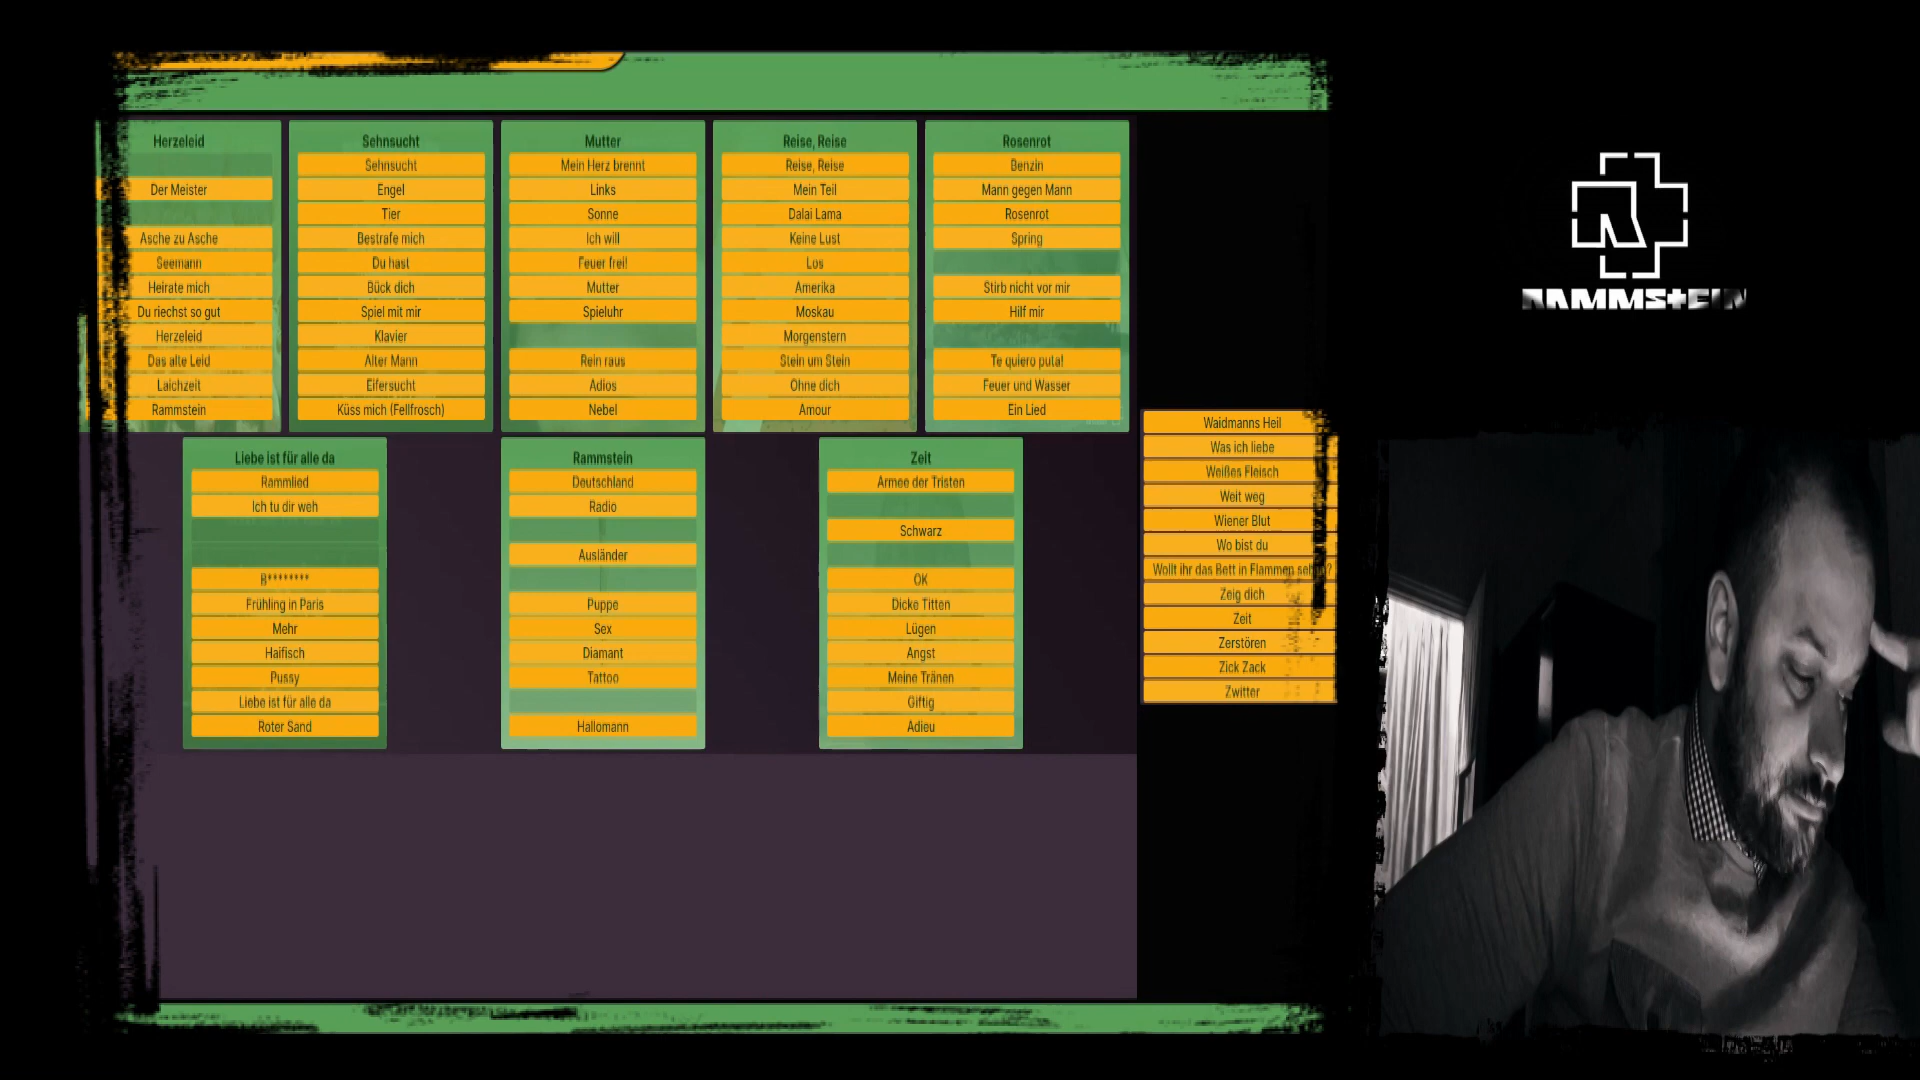 Herzeleid
Der Meister
Asche zu Asche
Seemann
Heirate mich
Du riechst so gut
Herzeleid
Das alte Leid
Laichzeit
Rammstein
Sehnsucht
Sehnsucht
Engel
Tier
Bestrafe mich
Du hast
Bück dich
Spiel mit mir
Klavier
Alter Mann
Eifersucht
Küss mich (Fellfrosch)
Mutter
Mein Herz brennt
Links
Sonne
Ich will
Feuer frei!
Mutter
Spieluhr
Rein raus
Adios
Nebel
Reise, Reise
Reise, Reise
Mein Teil
Dalai Lama
Keine Lust
Los
Amerika
Moskau
Morgenstern
Stein um Stein
Ohne dich
Amour
Rosenrot
Benzin
Mann gegen Mann
Rosenrot
Spring
Stirb nicht vor mir
Hilf mir
Te quiero puta!
Feuer und Wasser
Ein Lied
Liebe ist für alle da
Rammlied
Ich tu dir weh
B********
Frühling in Paris
Mehr
Haifisch
Pussy
Liebe ist für alle da
Roter Sand
Rammstein
Deutschland
Radio
Ausländer
Puppe
Sex
Diamant
Tattoo
Hallomann
Zeit
Armee der Tristen
Schwarz
OK
Dicke Titten
Lügen
Angst
Meine Tränen
Giftig
Adieu
Waidmanns Heil
Was ich liebe
Weißes Fleisch
Weit weg
Wiener Blut
Wo bist du
Wollt ihr das Bett in Flammen sehen?
Zeig dich
Zeit
Zerstören
Zick Zack
Zwitter
RAMMSTEIN